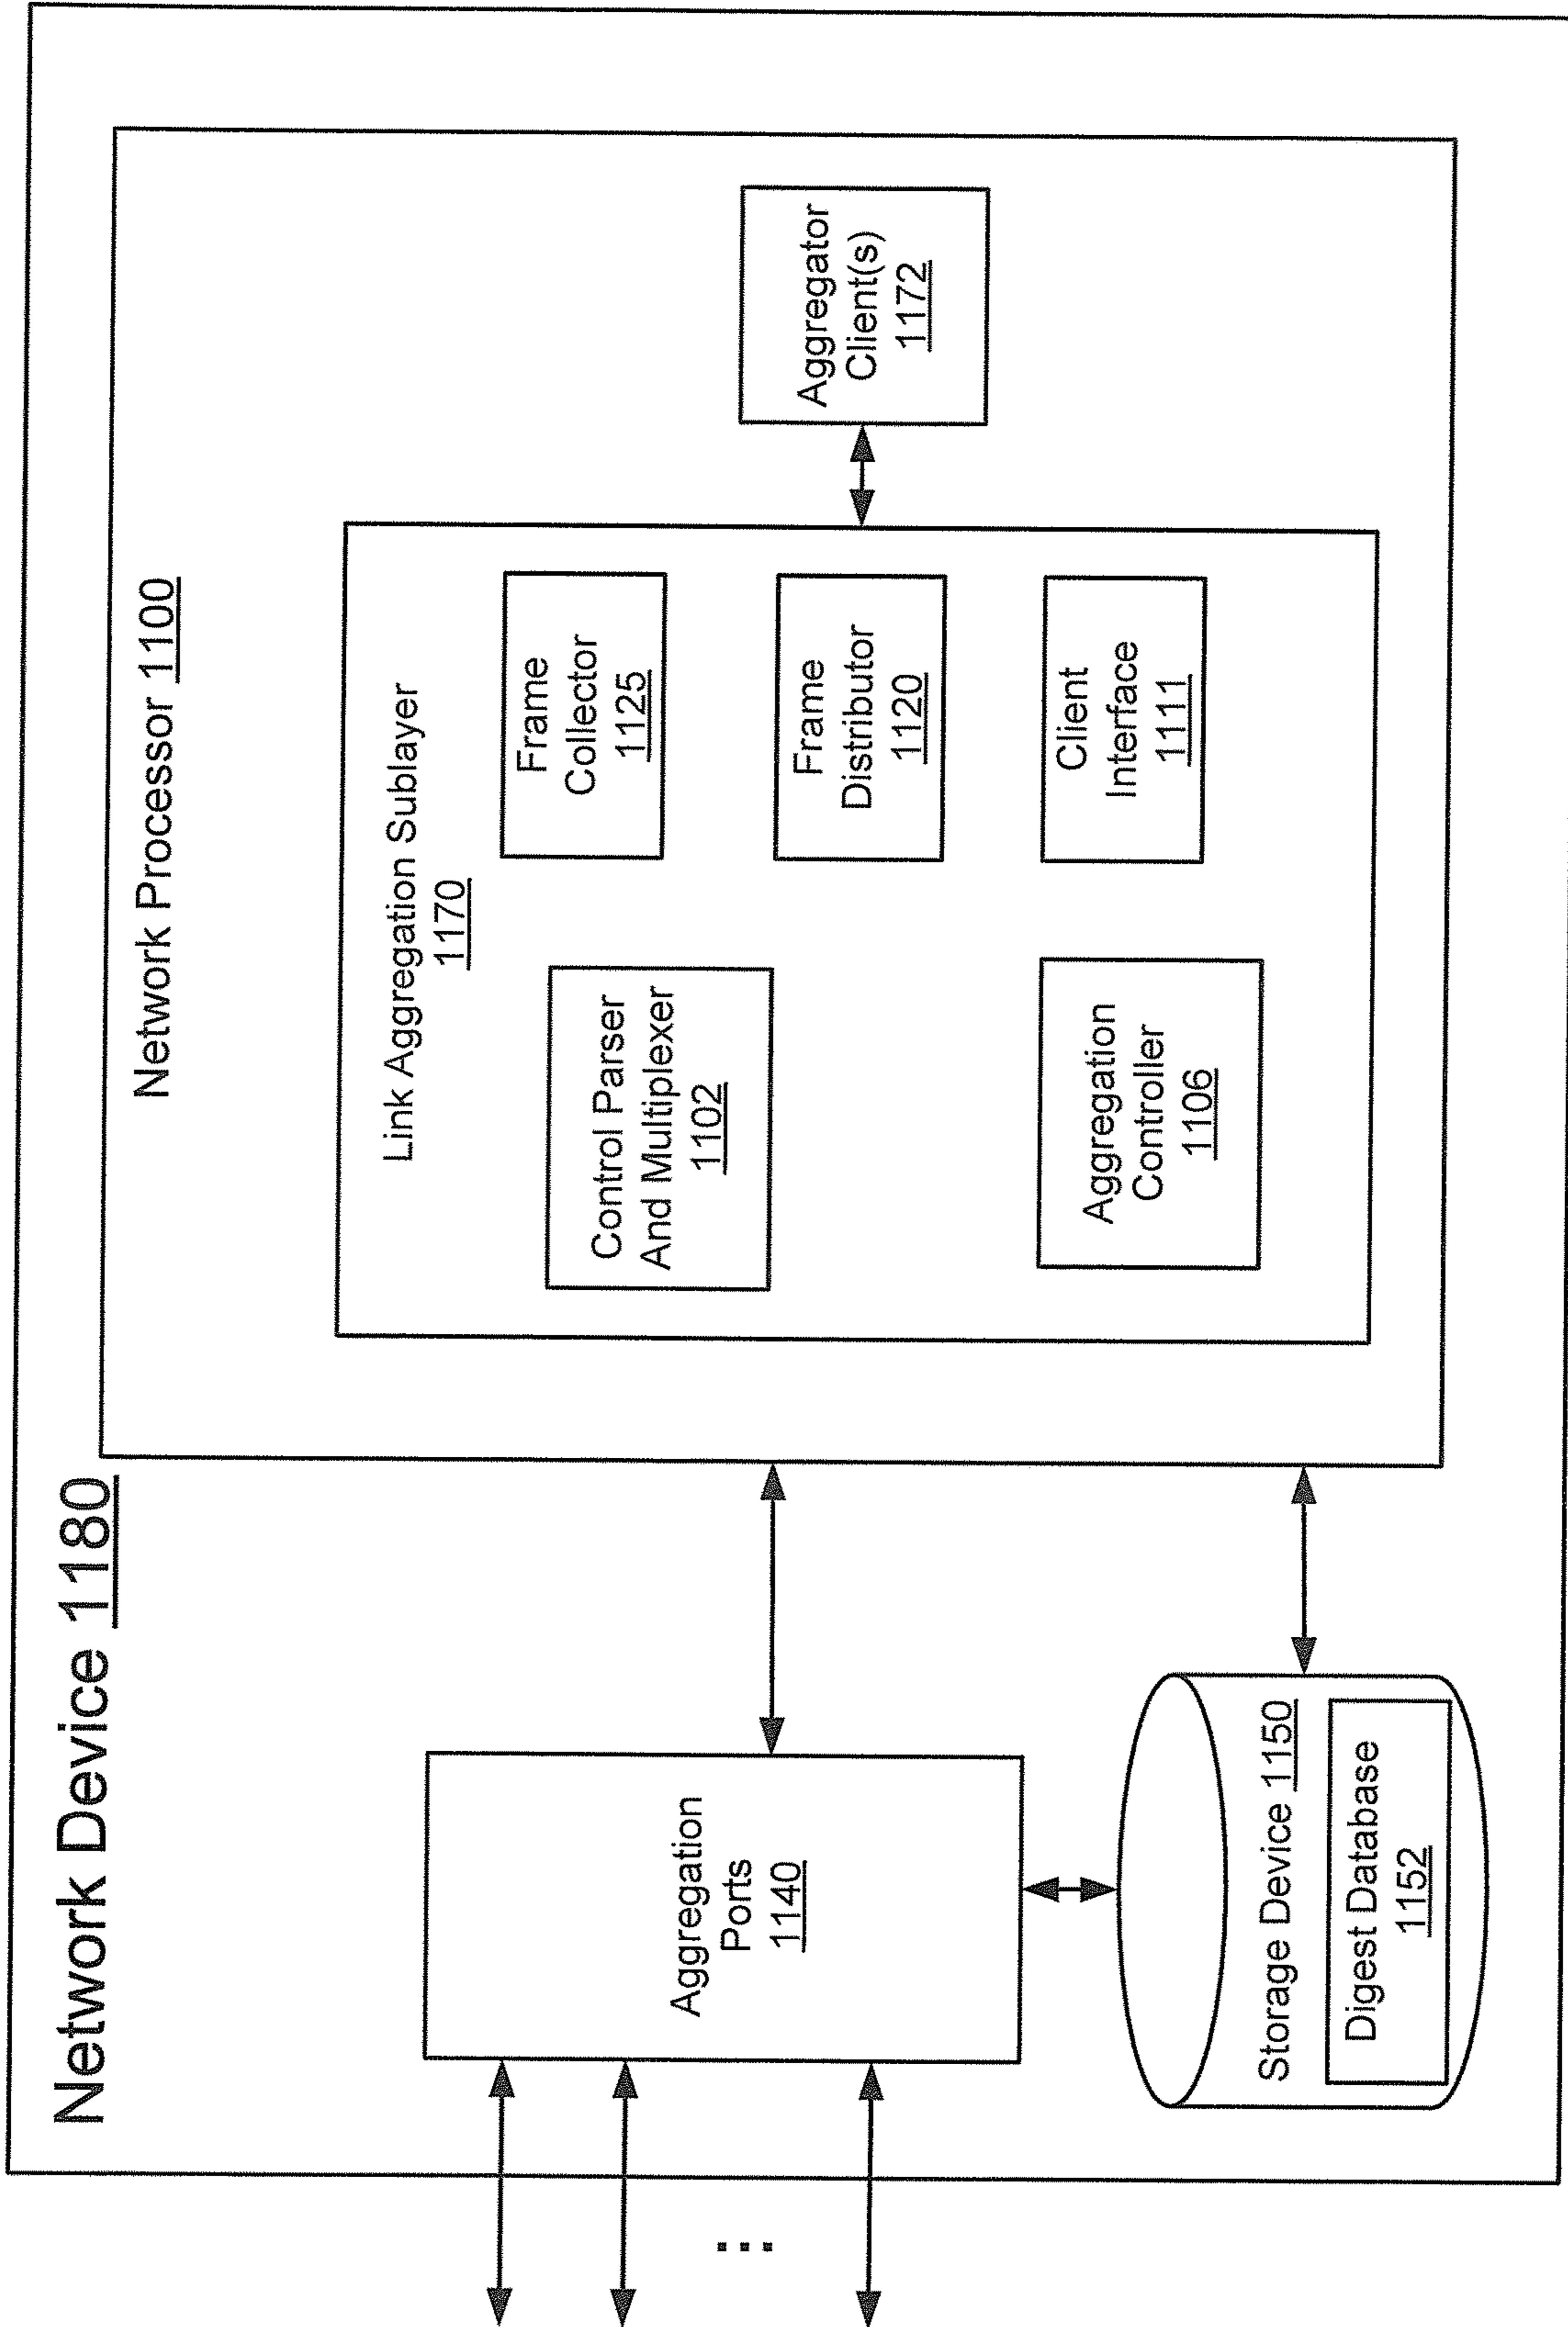 Network Device 1180
Network Processor 1100
Link Aggregation Sublayer
1170
Control Parser
And Multiplexer
1102
Frame
Collector
1125
Frame
Distributor
1120
Aggregation
Controller
1106
Client
Interface
1111
Aggregator
Client(s)
1172
Aggregation
Ports
1140
...
Storage Device 1150
Digest Database
1152